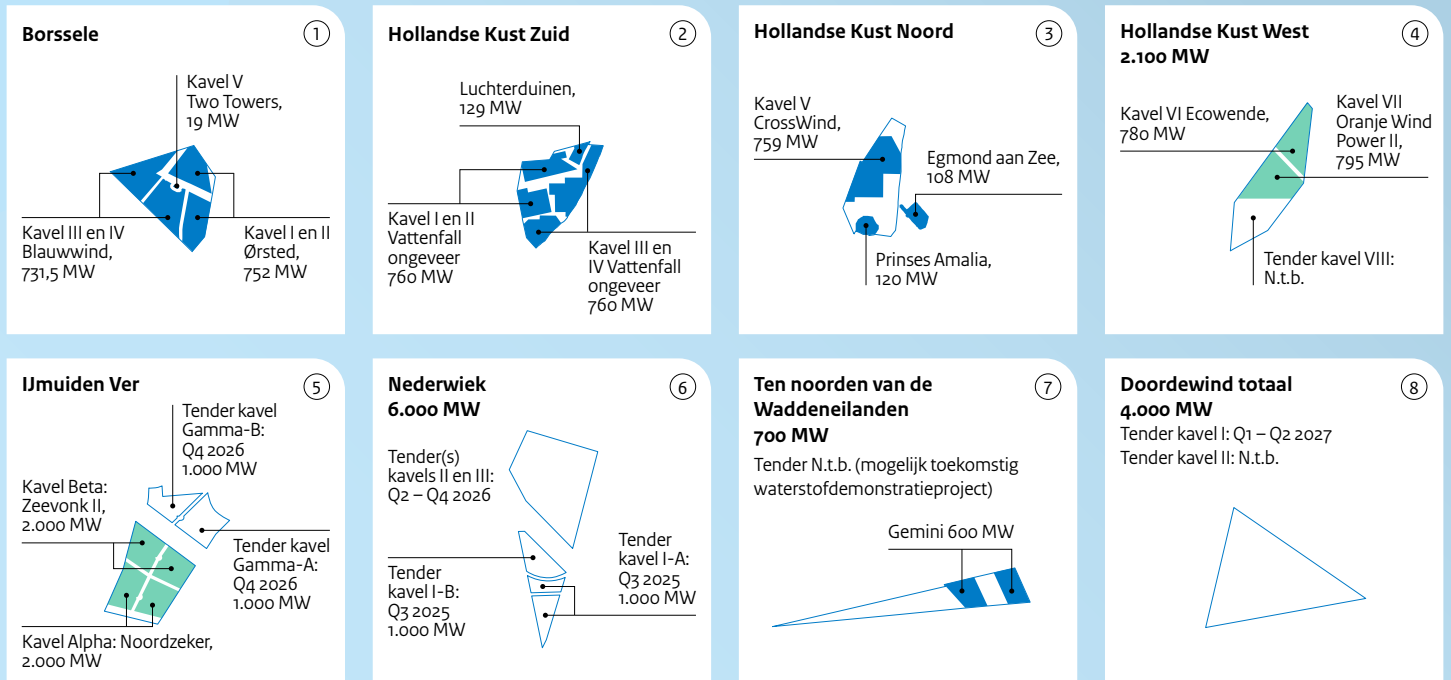 Borssele
1
Kavel V
Two Towers,
19 MW
Kavel III en IV
Blauwwind,
731,5 MW
Kavel I en II
Ørsted,
752 MW
Hollandse Kust Zuid
2
Luchterduinen,
129 MW
Kavel I en II
Vattenfall
ongeveer
760 MW
Kavel III en
IV Vattenfall
ongeveer
760 MW
Hollandse Kust Noord
3
Kavel V
CrossWind,
759 MW
Egmond aan Zee,
108 MW
Prinses Amalia,
120 MW
Hollandse Kust West
2.100 MW
4
Kavel VI Ecowende,
780 MW
Kavel VII
Oranje Wind
Power II,
795 MW
Tender kavel VIII:
N.t.b.
IJmuiden Ver
5
Tender kavel
Gamma-B:
Q4 2026
1.000 MW
Kavel Beta:
Zeevonk II,
2.000 MW
Tender kavel
Gamma-A:
Q4 2026
1.000 MW
Kavel Alpha: Noordzeker,
2.000 MW
Nederwiek
6.000 MW
6
Tender(s)
kavels II en III:
Q2 – Q4 2026
Tender
kavel I-B:
Q3 2025
1.000 MW
Tender
kavel I-A:
Q3 2025
1.000 MW
Ten noorden van de
Waddeneilanden
700 MW
7
Tender N.t.b. (mogelijk toekomstig
waterstofdemonstratieproject)
Gemini 600 MW
Doordewind totaal
4.000 MW
8
Tender kavel I: Q1 – Q2 2027
Tender kavel II: N.t.b.